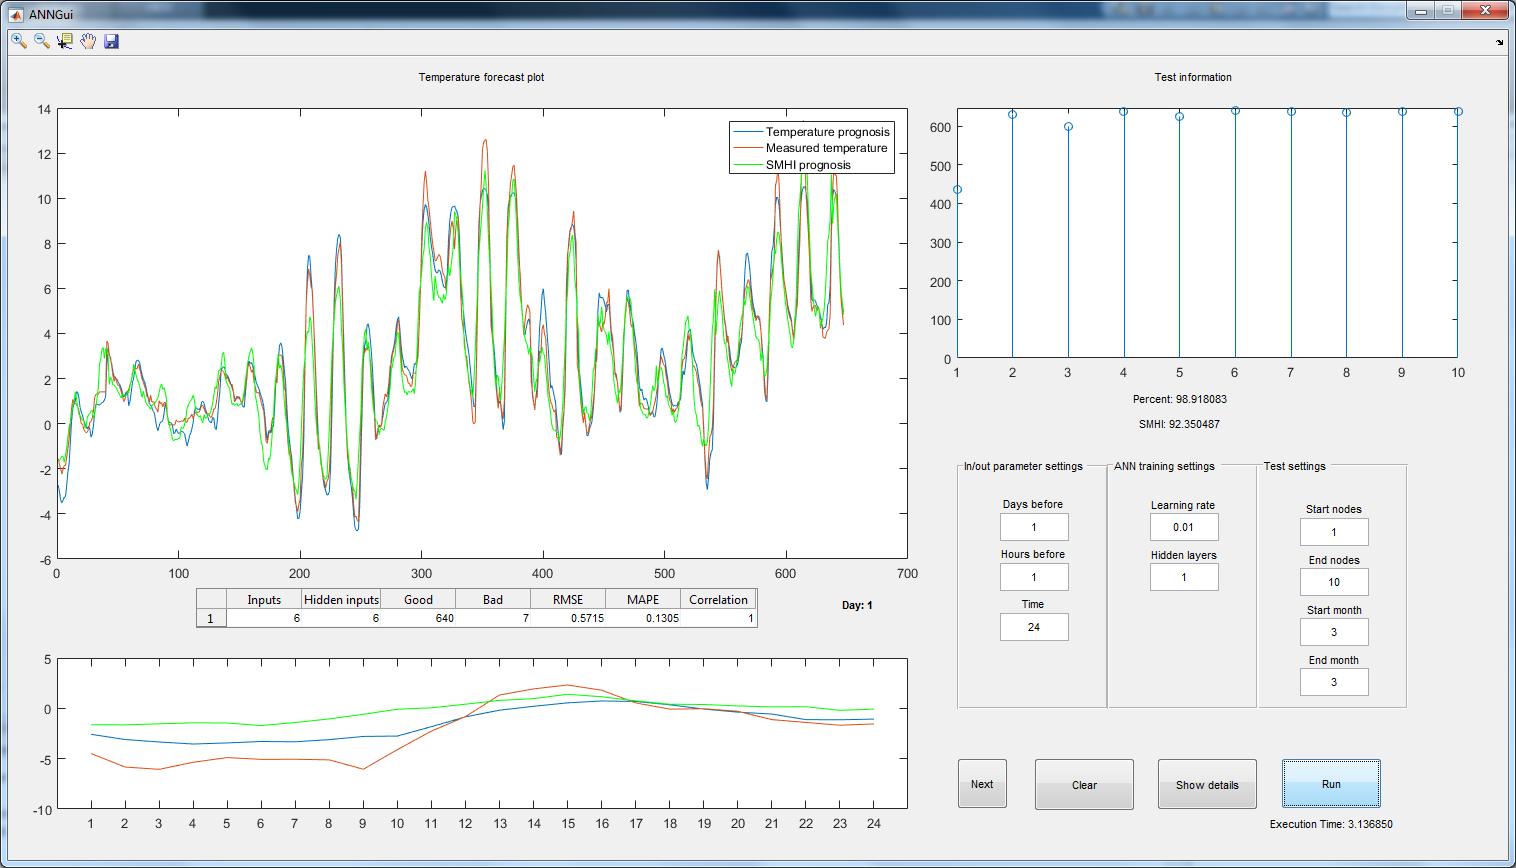 ANNGui
Temperature forecast plot
Test information
14
12
10
8
6
4
2
0
-2
-4
-6
0 100 200 300 400 500 600 700
Temperature prognosis
Measured temperature
SMHI prognosis
600
500
400
300
200
100
0
1 2 3 4 5 6 7 8 9 10
Percent: 98.918083
SMHI: 92.350487
Inputs Hidden inputs Good Bad RMSE MAPE Correlation
1 6 6 640 7 0.5715 0.1305 1
Day: 1
5
0
-5
-10
1 2 3 4 5 6 7 8 9 10 11 12 13 14 15 16 17 18 19 20 21 22 23 24
In/out parameter settings
Days before
1
Hours before
1
Time
24
ANN training settings
Learning rate
0.01
Hidden layers
1
Test settings
Start nodes
1
End nodes
10
Start month
3
End month
3
Next
Clear
Show details
Run
Execution Time: 3.136850